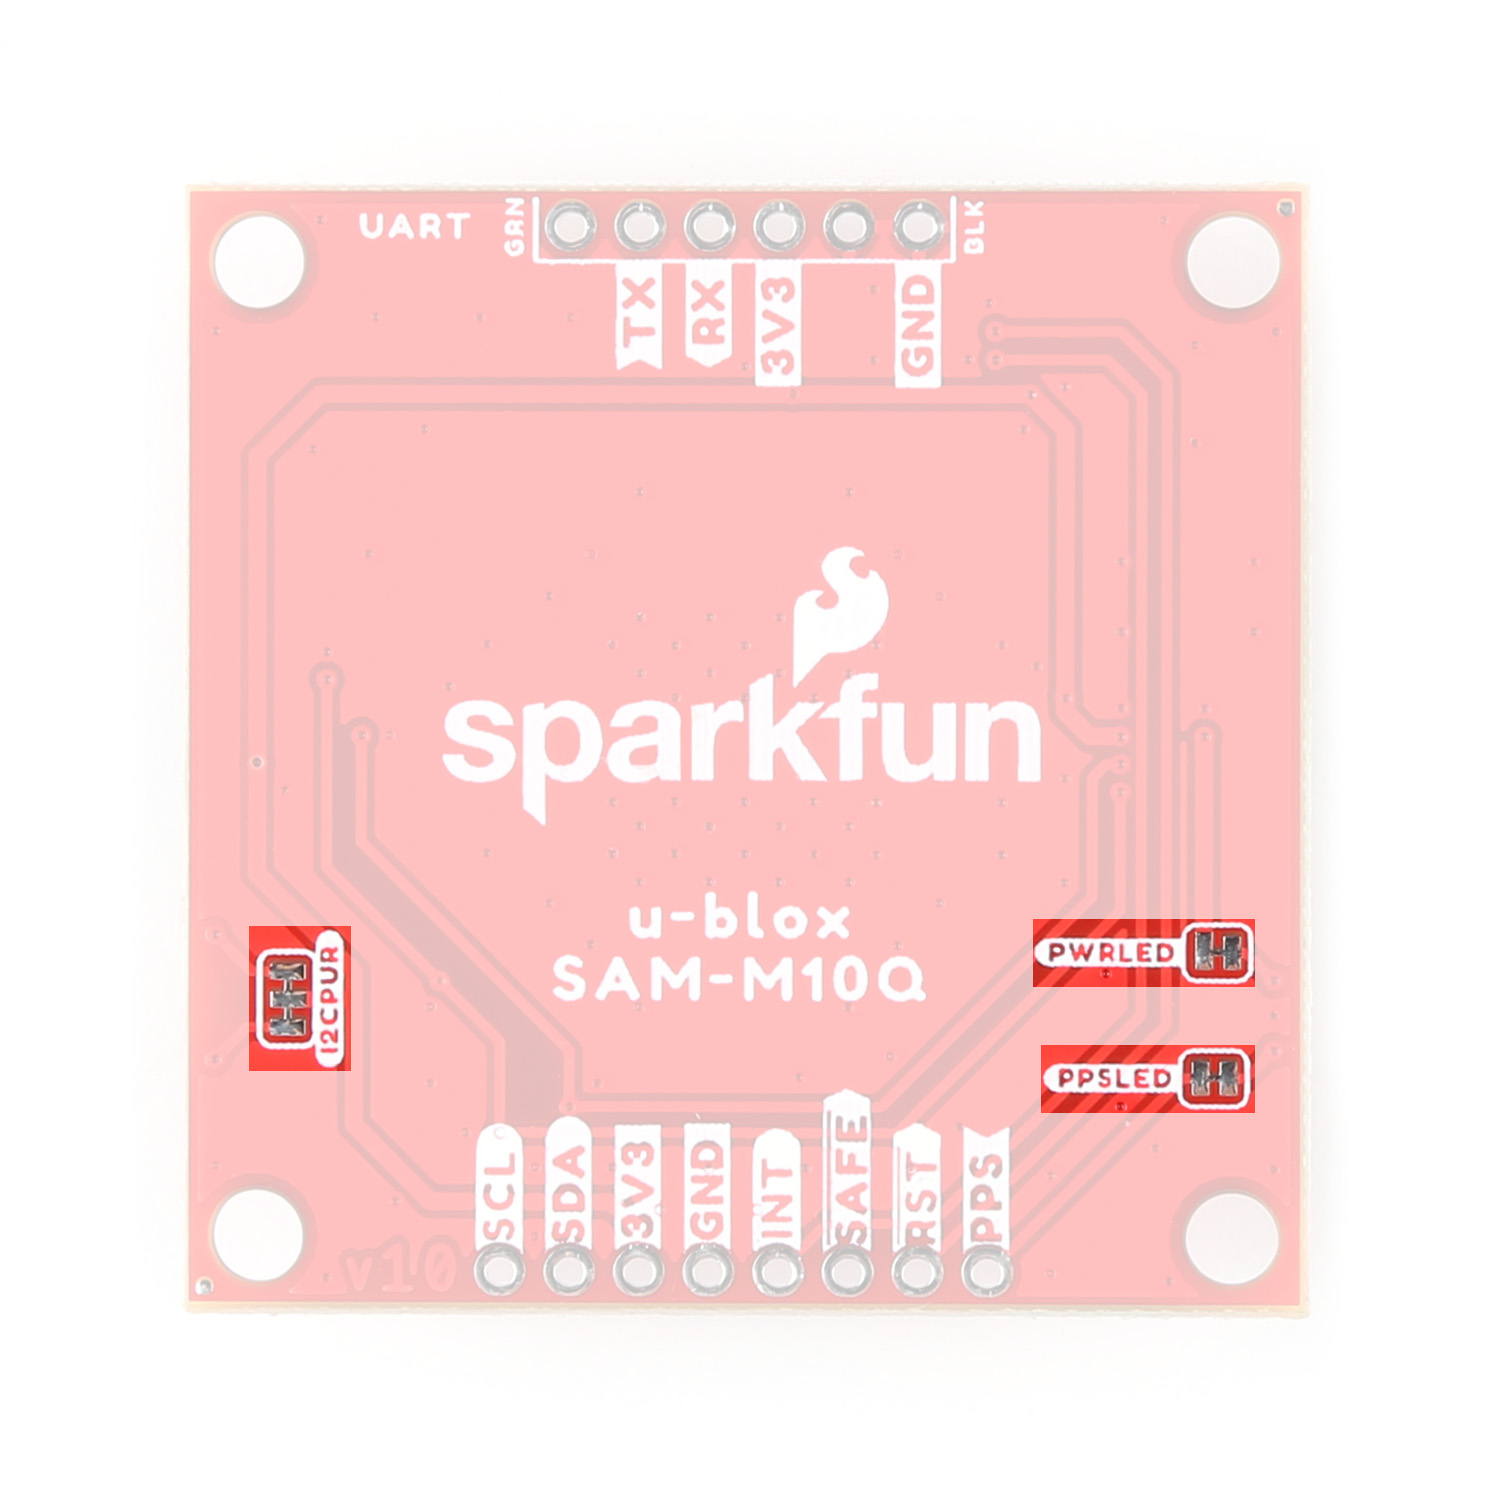 UART
GRN
BLK
TX
RX
3V3
GND
sparkfun
u-blox
SAM-M10Q
I2CPUR
PWRLED
PPSLED
SCL
SDA
3V3
GND
INT
SAFE
RST
PPS
v10